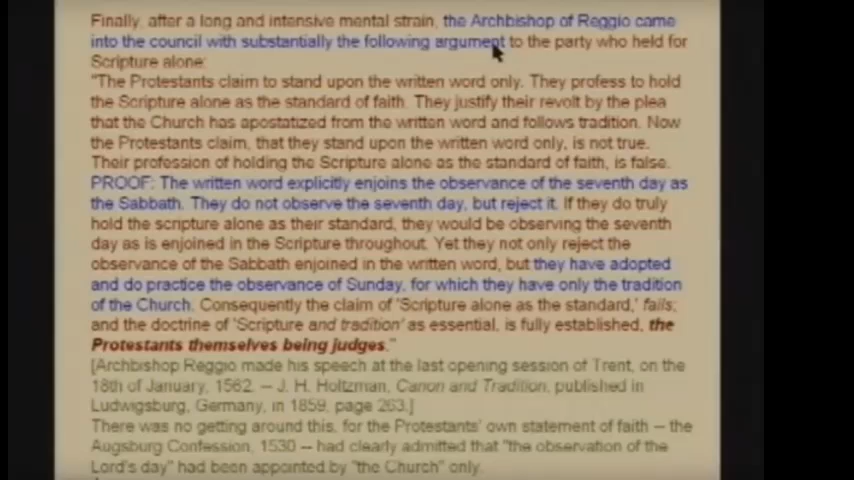 Finally, after a long and intensive mental strain, the Archbishop of Reggio came
into the council with substantially the following argument to the party who held for
Scripture alone:
"The Protestants claim to stand upon the written word only. They profess to hold
the Scripture alone as the standard of faith. They justify their revolt by the plea
that the Church has apostatized from the written word and follows tradition. Now
the Protestants claim, that they stand upon the written word only, is not true.
Their profession of holding the Scripture alone as the standard of faith, is false.
PROOF: The written word explicitly enjoins the observance of the seventh day as
the Sabbath. They do not observe the seventh day, but reject it. If they do truly
hold the scripture alone as their standard, they would be observing the seventh
day as is enjoined in the Scripture throughout. Yet they not only reject the
observance of the Sabbath enjoined in the written word, but they have adopted
and do practice the observance of Sunday, for which they have only the tradition
of the Church. Consequently the claim of 'Scripture alone as the standard,' fails;
and the doctrine of 'Scripture and tradition' as essential, is fully established, the
Protestants themselves being judges."
[Archbishop Reggio made his speech at the last opening session of Trent, on the
18th of January, 1562. -- J. H. Holtzman, Canon and Tradition, published in
Ludwigsburg, Germany, in 1859, page 263.]
There was no getting around this, for the Protestants' own statement of faith -- the
Augsburg Confession, 1530 -- had clearly admitted that "the observation of the
Lord's day" had been appointed by "the Church" only.